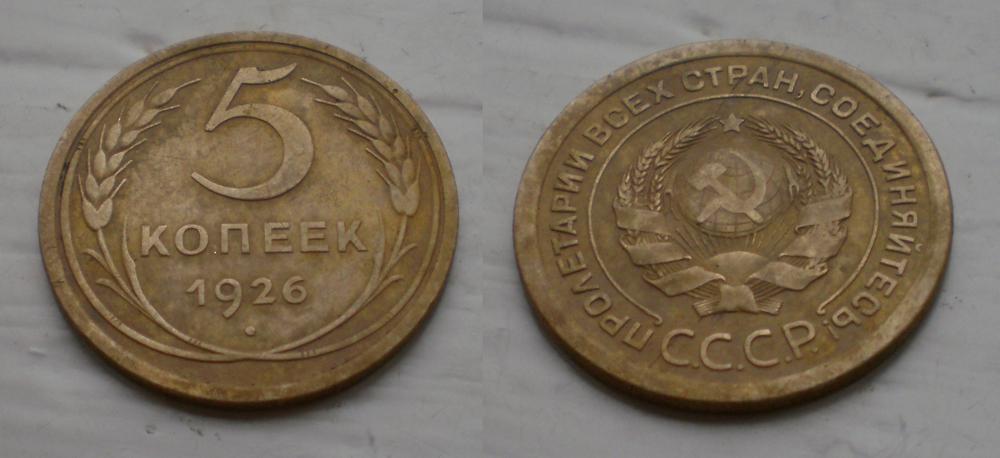 5
КОПЕЕК
1926
ПРОЛЕТАРИИ ВСЕХ СТРАН, СОЕДИНЯЙТЕСЬ!
С.С.С.Р.